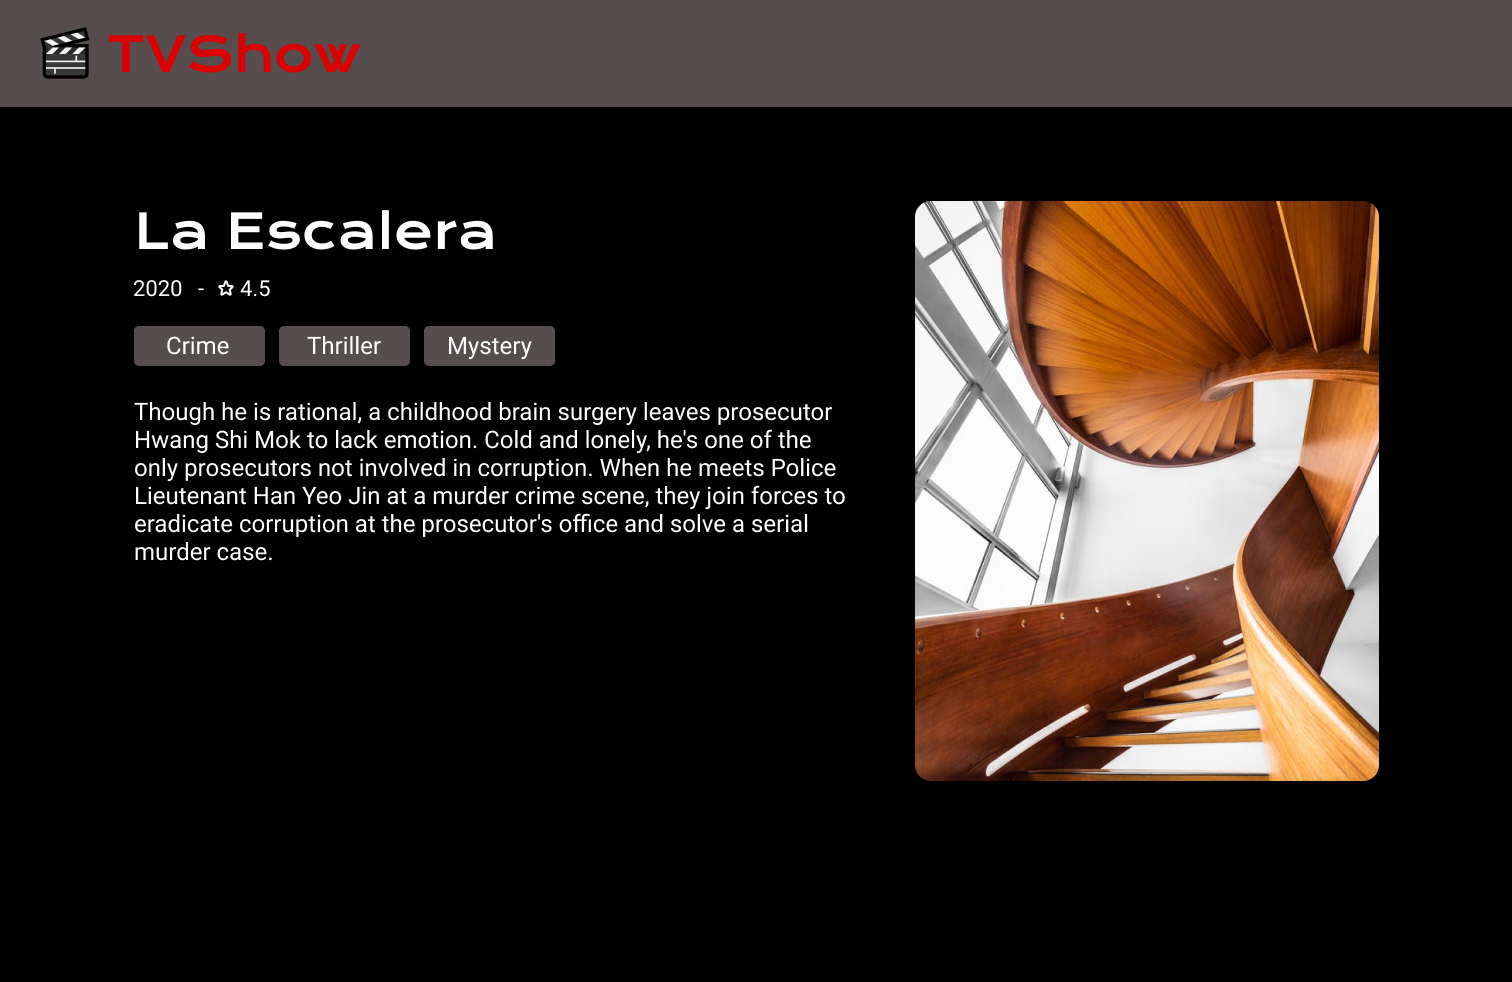 TVShow
La Escalera
2020 - 4.5
Crime Thriller Mystery
Though he is rational, a childhood brain surgery leaves prosecutor
Hwang Shi Mok to lack emotion. Cold and lonely, he's one of the
only prosecutors not involved in corruption. When he meets Police
Lieutenant Han Yeo Jin at a murder crime scene, they join forces to
eradicate corruption at the prosecutor's office and solve a serial
murder case.